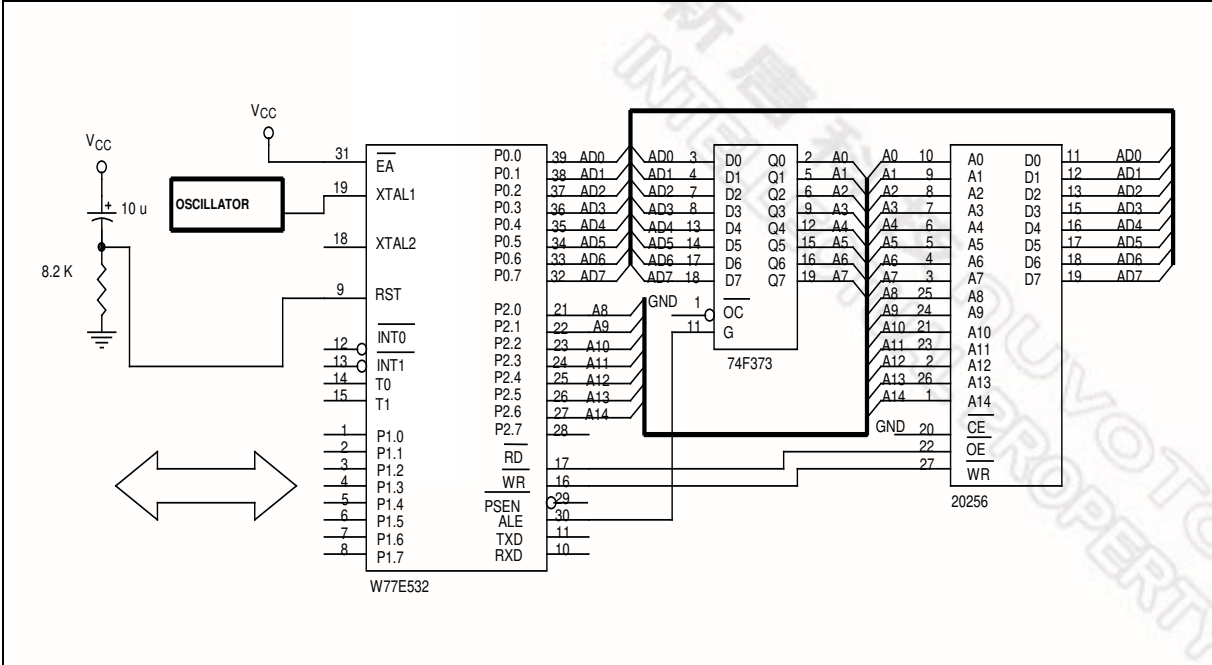 VCC
VCC
+
10 u
8.2 K
OSCILLATOR
31 EA
19 XTAL1
18 XTAL2
9 RST
12 INT0
13 INT1
14 T0
15 T1
1 P1.0
2 P1.1
3 P1.2
4 P1.3
5 P1.4
6 P1.5
7 P1.6
8 P1.7
P0.0 39 AD0
P0.1 38 AD1
P0.2 37 AD2
P0.3 36 AD3
P0.4 35 AD4
P0.5 34 AD5
P0.6 33 AD6
P0.7 32 AD7
P2.0 21 A8
P2.1 22 A9
P2.2 23 A10
P2.3 24 A11
P2.4 25 A12
P2.5 26 A13
P2.6 27 A14
P2.7 28
RD 17
WR 16
PSEN 29
ALE 30
TXD 11
RXD 10
W77E532
AD0 3 D0 Q0 2 A0
AD1 4 D1 Q1 5 A1
AD2 7 D2 Q2 6 A2
AD3 8 D3 Q3 9 A3
AD4 13 D4 Q4 12 A4
AD5 14 D5 Q5 15 A5
AD6 17 D6 Q6 16 A6
AD7 18 D7 Q7 19 A7
GND 1 OC
11 G
74F373
A0 10 A0 D0 11 AD0
A1 9 A1 D1 12 AD1
A2 8 A2 D2 13 AD2
A3 7 A3 D3 15 AD3
A4 6 A4 D4 16 AD4
A5 5 A5 D5 17 AD5
A6 4 A6 D6 18 AD6
A7 3 A7 D7 19 AD7
A8 25 A8
A9 24 A9
A10 21 A10
A11 23 A11
A12 2 A12
A13 26 A13
A14 1 A14
GND 20 CE
22 OE
27 WR
20256
新唐科技 NUVOTO
INTELLECTUAL PROPERTY